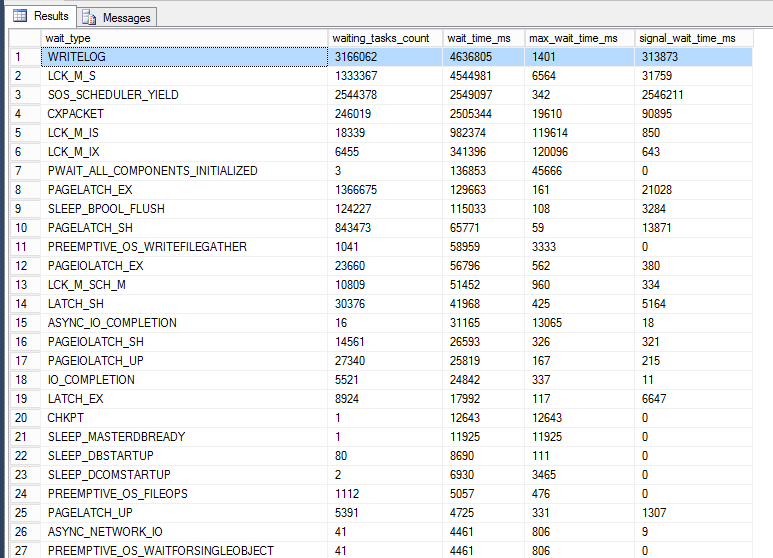 Results Messages
wait_type waiting_tasks_count wait_time_ms max_wait_time_ms signal_wait_time_ms
1 WRITELOG 3166062 4636805 1401 313873
2 LCK_M_S 1333367 4544981 6564 31759
3 SOS_SCHEDULER_YIELD 2544378 2549097 342 2546211
4 CXPACKET 246019 2505344 19610 90895
5 LCK_M_IS 18339 982374 119614 850
6 LCK_M_IX 6455 341396 120096 643
7 PWAIT_ALL_COMPONENTS_INITIALIZED 3 136853 45666 0
8 PAGELATCH_EX 1366675 129663 161 21028
9 SLEEP_BPOOL_FLUSH 124227 115033 108 3284
10 PAGELATCH_SH 843473 65771 59 13871
11 PREEMPTIVE_OS_WRITEFILEGATHER 1041 58959 3333 0
12 PAGEIOLATCH_EX 23660 56796 562 380
13 LCK_M_SCH_M 10809 51452 960 334
14 LATCH_SH 30376 41968 425 5164
15 ASYNC_IO_COMPLETION 16 31165 13065 18
16 PAGEIOLATCH_SH 14561 26593 326 321
17 PAGEIOLATCH_UP 27340 25819 167 215
18 IO_COMPLETION 5521 24842 337 11
19 LATCH_EX 8924 17992 117 6647
20 CHKPT 1 12643 12643 0
21 SLEEP_MASTERDBREADY 1 11925 11925 0
22 SLEEP_DBSTARTUP 80 8690 111 0
23 SLEEP_DCOMSTARTUP 2 6930 3465 0
24 PREEMPTIVE_OS_FILEOPS 1112 5057 476 0
25 PAGELATCH_UP 5391 4725 331 1307
26 ASYNC_NETWORK_IO 41 4461 806 9
27 PREEMPTIVE_OS_WAITFORSINGLEOBJECT 41 4461 806 0